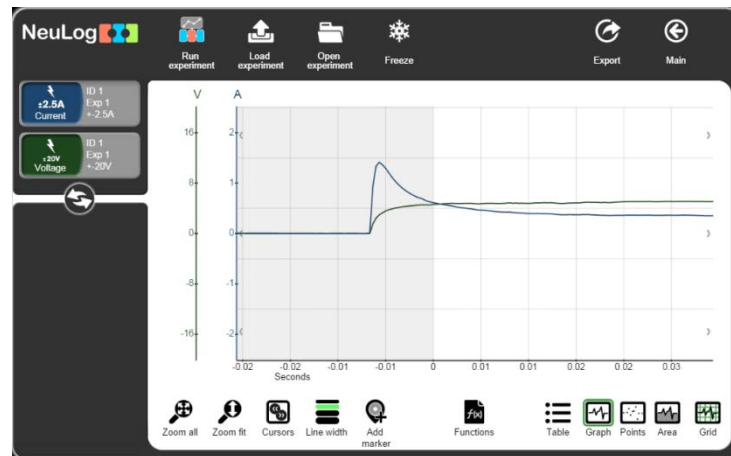 NeuLog
Run
experiment
Load
experiment
Open
experiment
Freeze
Export
Main
±2.5A
Current
ID 1
Exp 1
+-2.5A
±20V
Voltage
ID 1
Exp 1
+-20V
V
A
16
2
8
1
0
0
-8
-1
-16
-2
-0.02
-0.02
-0.01
-0.01
0
0.01
0.01
0.02
0.02
0.03
Seconds
Zoom all
Zoom fit
Cursors
Line width
Add
marker
f(x)
Functions
Table
Graph
Points
Area
Grid